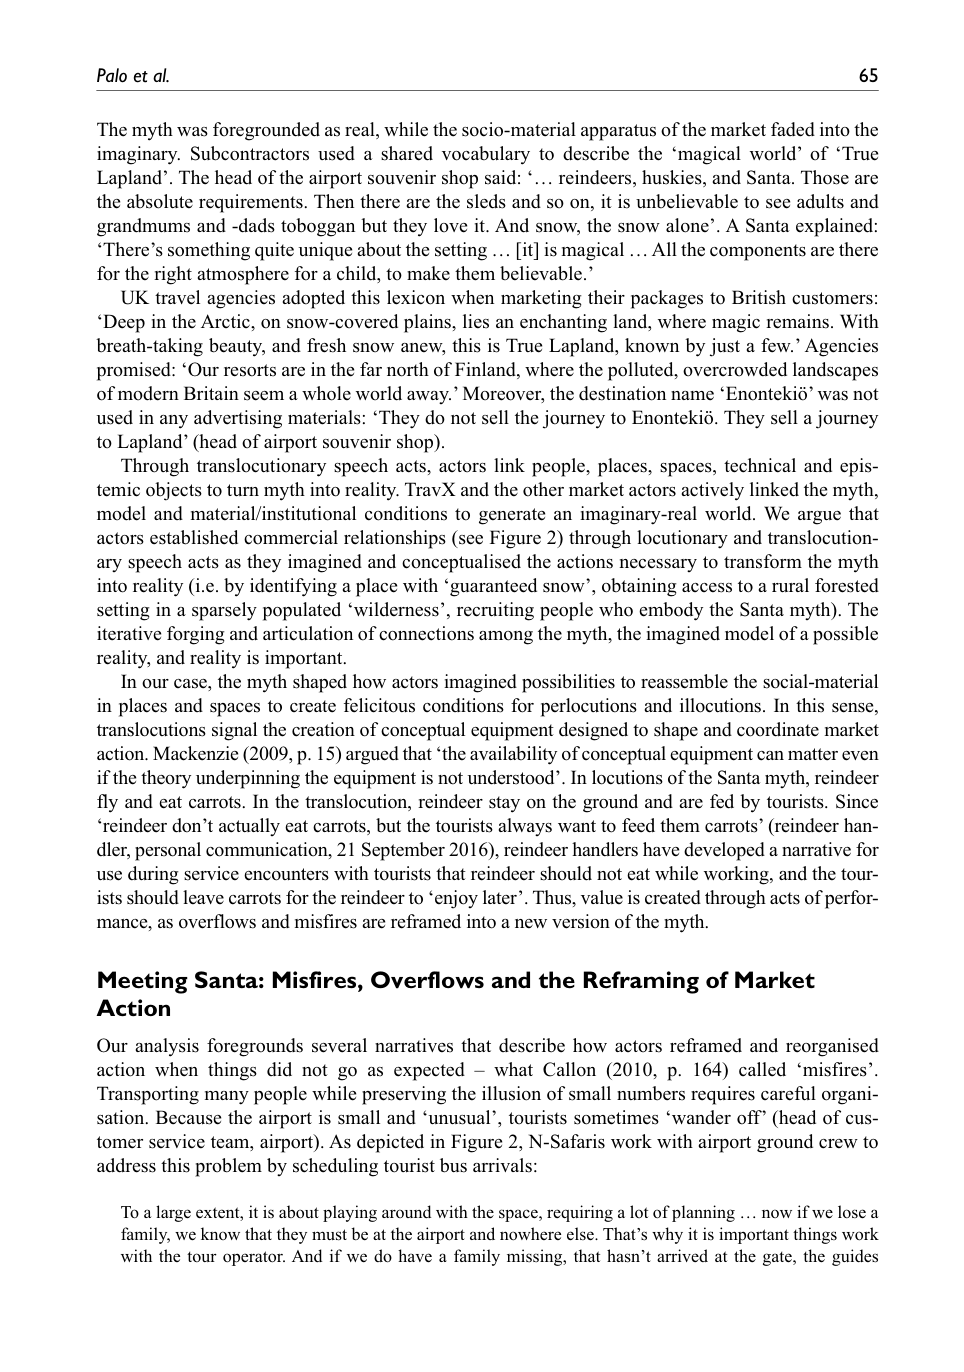 Palo et al. 65
The myth was foregrounded as real, while the socio-material apparatus of the market faded into the
imaginary. Subcontractors used a shared vocabulary to describe the ‘magical world’ of ‘True
Lapland’. The head of the airport souvenir shop said: ‘… reindeers, huskies, and Santa. Those are
the absolute requirements. Then there are the sleds and so on, it is unbelievable to see adults and
grandmums and -dads toboggan but they love it. And snow, the snow alone’. A Santa explained:
‘There’s something quite unique about the setting … [it] is magical … All the components are there
for the right atmosphere for a child, to make them believable.’
UK travel agencies adopted this lexicon when marketing their packages to British customers:
‘Deep in the Arctic, on snow-covered plains, lies an enchanting land, where magic remains. With
breath-taking beauty, and fresh snow anew, this is True Lapland, known by just a few.’ Agencies
promised: ‘Our resorts are in the far north of Finland, where the polluted, overcrowded landscapes
of modern Britain seem a whole world away.’ Moreover, the destination name ‘Enontekiö’ was not
used in any advertising materials: ‘They do not sell the journey to Enontekiö. They sell a journey
to Lapland’ (head of airport souvenir shop).
Through translocutionary speech acts, actors link people, places, spaces, technical and epis-
temic objects to turn myth into reality. TravX and the other market actors actively linked the myth,
model and material/institutional conditions to generate an imaginary-real world. We argue that
actors established commercial relationships (see Figure 2) through locutionary and translocution-
ary speech acts as they imagined and conceptualised the actions necessary to transform the myth
into reality (i.e. by identifying a place with ‘guaranteed snow’, obtaining access to a rural forested
setting in a sparsely populated ‘wilderness’, recruiting people who embody the Santa myth). The
iterative forging and articulation of connections among the myth, the imagined model of a possible
reality, and reality is important.
In our case, the myth shaped how actors imagined possibilities to reassemble the social-material
in places and spaces to create felicitous conditions for perlocutions and illocutions. In this sense,
translocutions signal the creation of conceptual equipment designed to shape and coordinate market
action. Mackenzie (2009, p. 15) argued that ‘the availability of conceptual equipment can matter even
if the theory underpinning the equipment is not understood’. In locutions of the Santa myth, reindeer
fly and eat carrots. In the translocution, reindeer stay on the ground and are fed by tourists. Since
‘reindeer don’t actually eat carrots, but the tourists always want to feed them carrots’ (reindeer han-
dler, personal communication, 21 September 2016), reindeer handlers have developed a narrative for
use during service encounters with tourists that reindeer should not eat while working, and the tour-
ists should leave carrots for the reindeer to ‘enjoy later’. Thus, value is created through acts of perfor-
mance, as overflows and misfires are reframed into a new version of the myth.
Meeting Santa: Misfires, Overflows and the Reframing of Market
Action
Our analysis foregrounds several narratives that describe how actors reframed and reorganised
action when things did not go as expected – what Callon (2010, p. 164) called ‘misfires’.
Transporting many people while preserving the illusion of small numbers requires careful organi-
sation. Because the airport is small and ‘unusual’, tourists sometimes ‘wander off’ (head of cus-
tomer service team, airport). As depicted in Figure 2, N-Safaris work with airport ground crew to
address this problem by scheduling tourist bus arrivals:
To a large extent, it is about playing around with the space, requiring a lot of planning … now if we lose a
family, we know that they must be at the airport and nowhere else. That’s why it is important things work
with the tour operator. And if we do have a family missing, that hasn’t arrived at the gate, the guides